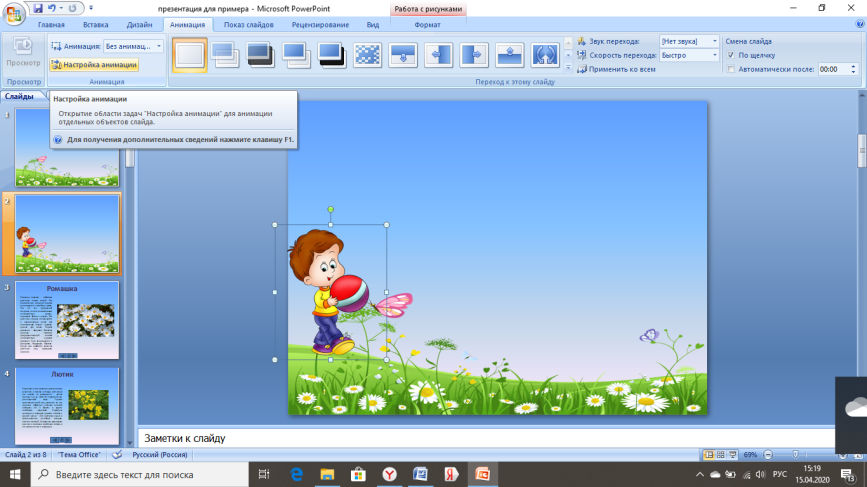 презентация для примера - Microsoft PowerPoint
Работа с рисунками
Главная
Вставка
Дизайн
Анимация
Показ слайдов
Рецензирование
Вид
Формат
Просмотр
Анимация: Без анимац...
Настройка анимации
Звук перехода: [Нет звука]
Скорость перехода: Быстро
Применить ко всем
Смена слайда
По щелчку
Автоматически после: 00:00
Просмотр
Анимация
Переход к этому слайду
Слайды
Настройка анимации
Открытие области задач "Настройка анимации" для анимации
отдельных объектов слайда.
Для получения дополнительных сведений нажмите клавишу F1.
1
2
3
Ромашка
4
Лютик
Заметки к слайду
Слайд 2 из 8
"Тема Office"
Русский (Россия)
69%
Введите здесь текст для поиска
РУС
15:19
15.04.2020
13